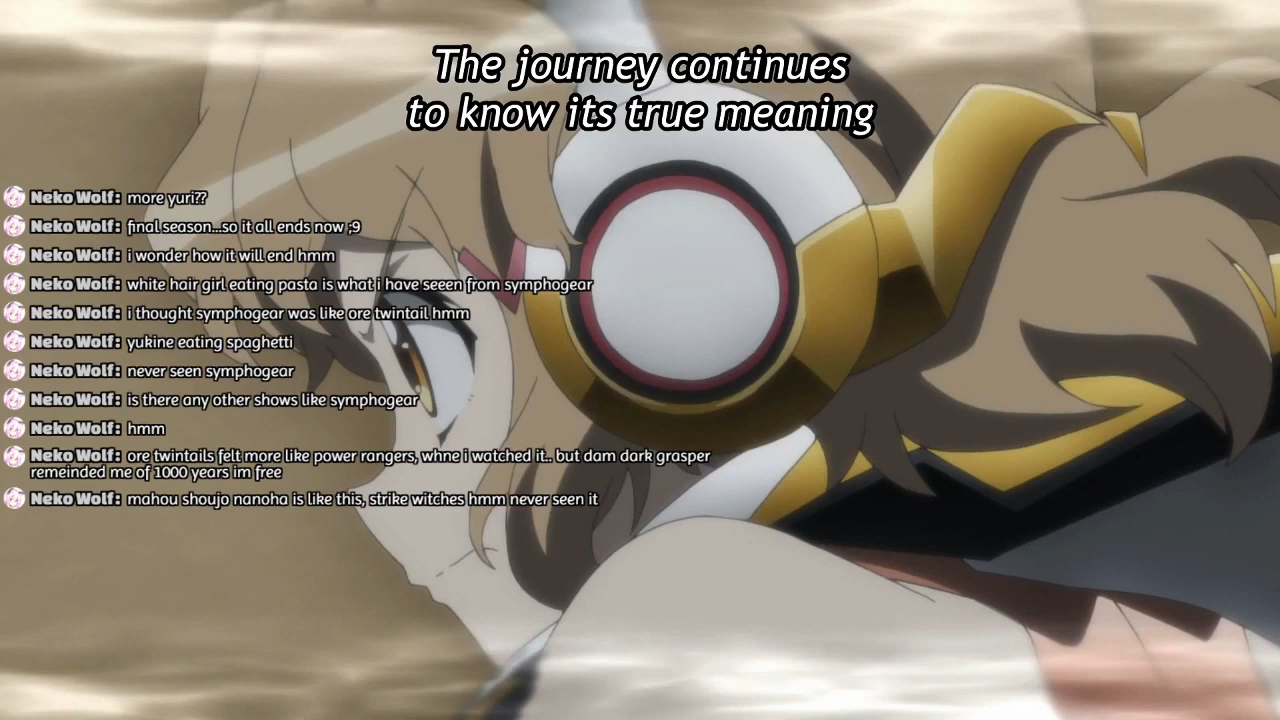 The journey continues
to know its true meaning
Neko Wolf: more yuri??
Neko Wolf: final season...so it all ends now ;9
Neko Wolf: i wonder how it will end hmm
Neko Wolf: white hair girl eating pasta is what i have seeen from symphogear
Neko Wolf: i thought symphogear was like ore twintail hmm
Neko Wolf: yukine eating spaghetti
Neko Wolf: never seen symphogear
Neko Wolf: is there any other shows like symphogear
Neko Wolf: hmm
Neko Wolf: ore twintails felt more like power rangers, whne i watched it.. but dam dark grasper
remeinded me of 1000 years im free
Neko Wolf: mahou shoujo nanoha is like this, strike witches hmm never seen it